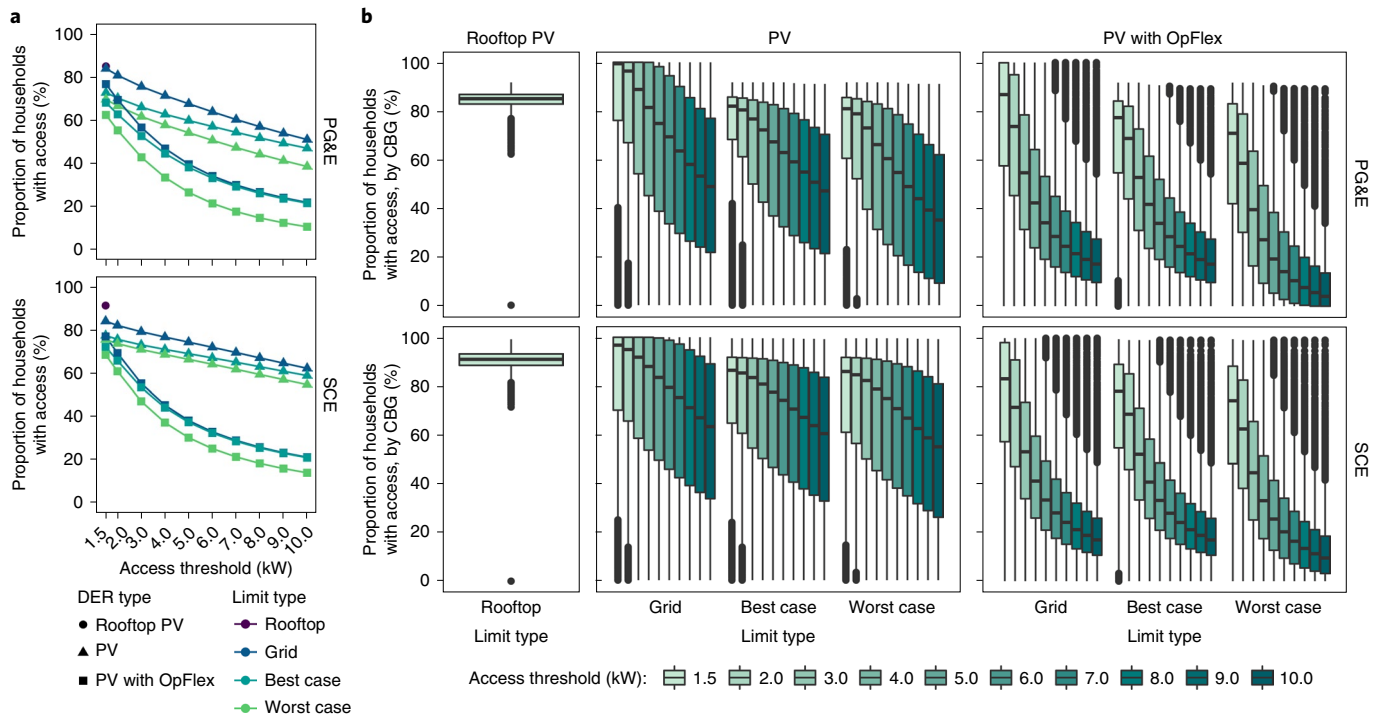 a
Proportion of households
with access (%)
100
80
60
40
20
0
PG&E
Proportion of households
with access (%)
100
80
60
40
20
0
SCE
1.5
2.0
3.0
4.0
5.0
6.0
7.0
8.0
9.0
10.0
Access threshold (kW)
DER type
Rooftop PV
PV
PV with OpFlex
Limit type
Rooftop
Grid
Best case
Worst case
b
Rooftop PV
PV
PV with OpFlex
Proportion of households
with access, by CBG (%)
100
80
60
40
20
0
PG&E
Proportion of households
with access, by CBG (%)
100
80
60
40
20
0
SCE
Rooftop
Grid
Best case
Worst case
Grid
Best case
Worst case
Limit type
Limit type
Limit type
Access threshold (kW): 1.5 2.0 3.0 4.0 5.0 6.0 7.0 8.0 9.0 10.0